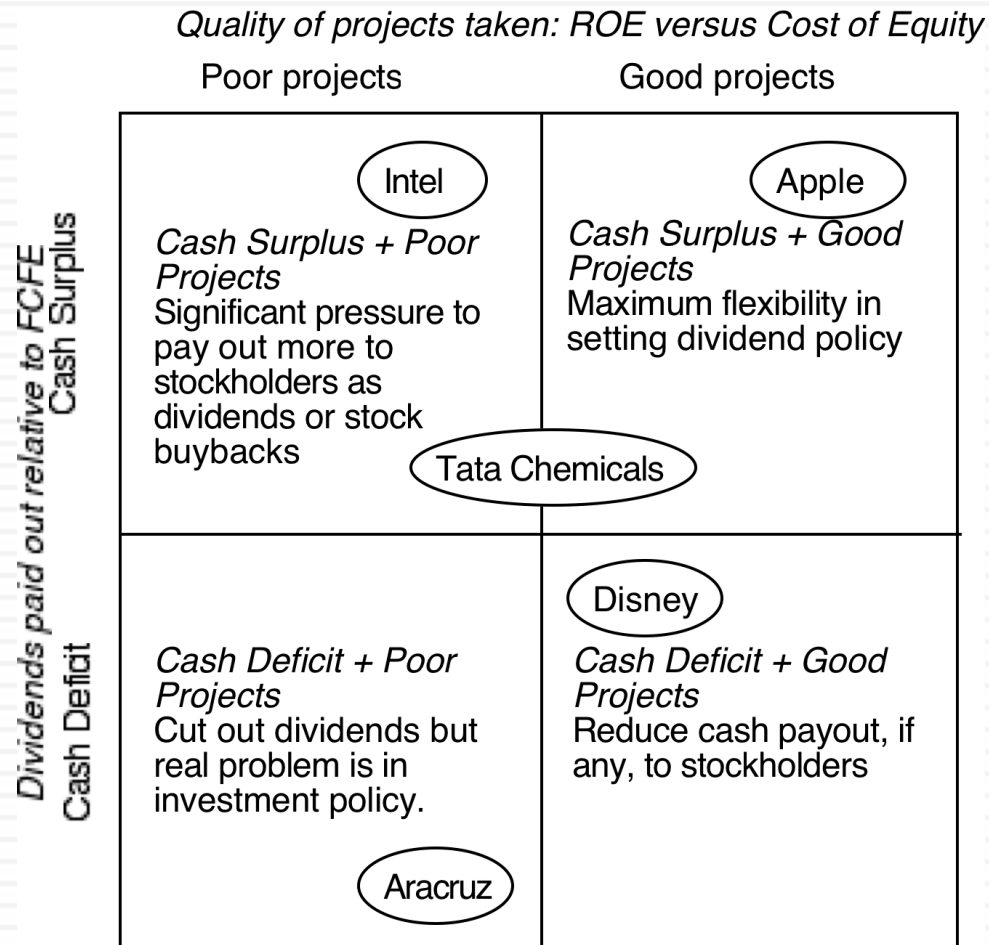 Quality of projects taken: ROE versus Cost of Equity
Poor projects
Good projects
Dividends paid out relative to FCFE
Cash Surplus
Cash Deficit
Intel
Cash Surplus + Poor
Projects
Significant pressure to
pay out more to
stockholders as
dividends or stock
buybacks
Apple
Cash Surplus + Good
Projects
Maximum flexibility in
setting dividend policy
Tata Chemicals
Cash Deficit + Poor
Projects
Cut out dividends but
real problem is in
investment policy.
Aracruz
Disney
Cash Deficit + Good
Projects
Reduce cash payout, if
any, to stockholders